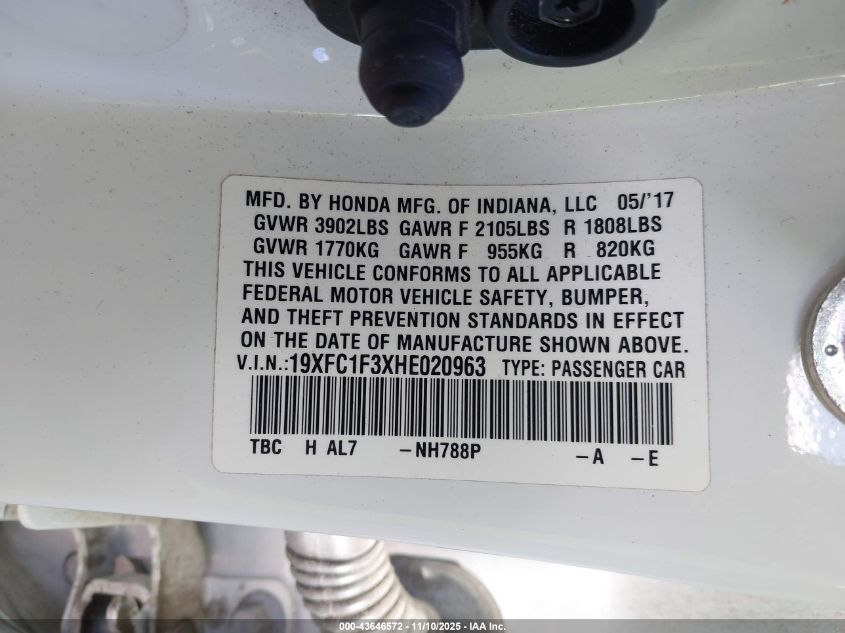 MFD. BY HONDA MFG. OF INDIANA, LLC 05/'17
GVWR 3902LBS GAWR F 2105LBS R 1808LBS
GVWR 1770KG GAWR F 955KG R 820KG
THIS VEHICLE CONFORMS TO ALL APPLICABLE
FEDERAL MOTOR VEHICLE SAFETY, BUMPER,
AND THEFT PREVENTION STANDARDS IN EFFECT
ON THE DATE OF MANUFACTURE SHOWN ABOVE.
V.I.N.:19XFC1F3XHE020963 TYPE: PASSENGER CAR
TBC H AL7 -NH788P -A -E
000-43646572 - 11/10/2025 - IAA Inc.